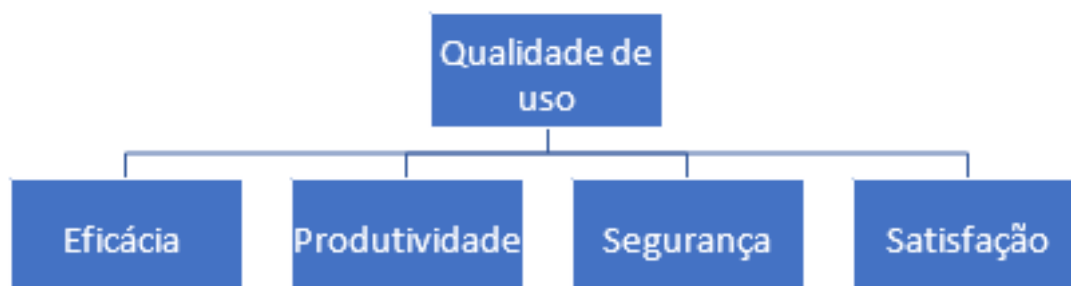 Qualidade de
uso
Eficácia
Produtividade
Segurança
Satisfação